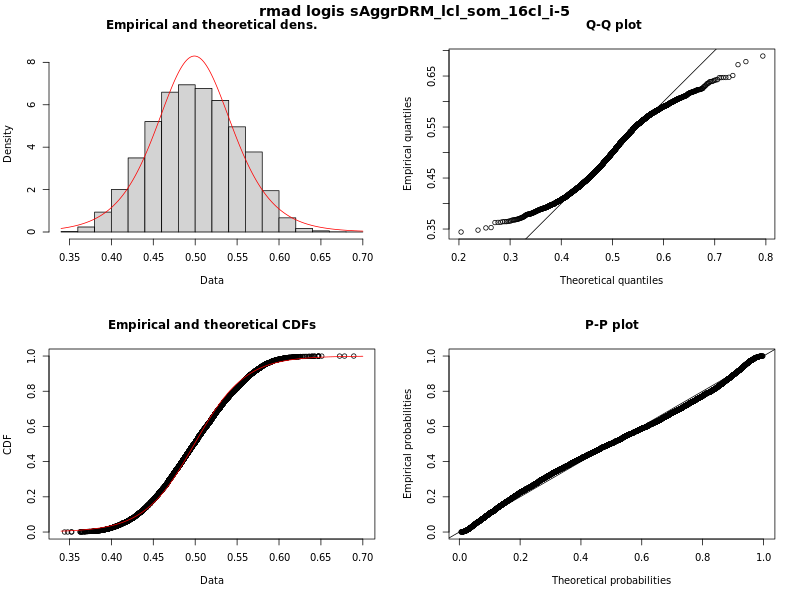 rmad logis sAggrDRM_lcl_som_16cl_i-5
Empirical and theoretical dens.
Density
0 2 4 6 8
0.35 0.40 0.45 0.50 0.55 0.60 0.65 0.70
Data
Q-Q plot
Empirical quantiles
0.35 0.45 0.55 0.65
0.2 0.3 0.4 0.5 0.6 0.7 0.8
Theoretical quantiles
Empirical and theoretical CDFs
CDF
0.0 0.2 0.4 0.6 0.8 1.0
0.35 0.40 0.45 0.50 0.55 0.60 0.65 0.70
Data
P-P plot
Empirical probabilities
0.0 0.2 0.4 0.6 0.8 1.0
0.0 0.2 0.4 0.6 0.8 1.0
Theoretical probabilities